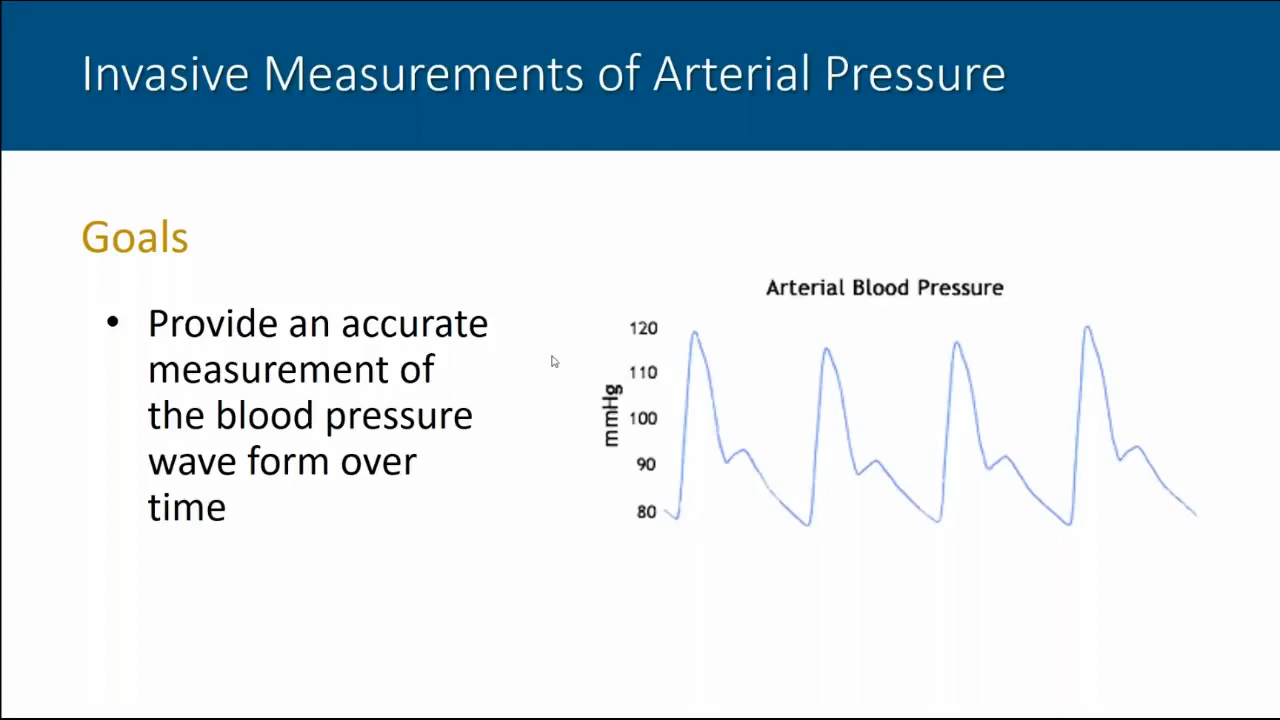 Invasive Measurements of Arterial Pressure
Goals
• Provide an accurate
measurement of
the blood pressure
wave form over
time
Arterial Blood Pressure
120
110
100
90
80
mmHg